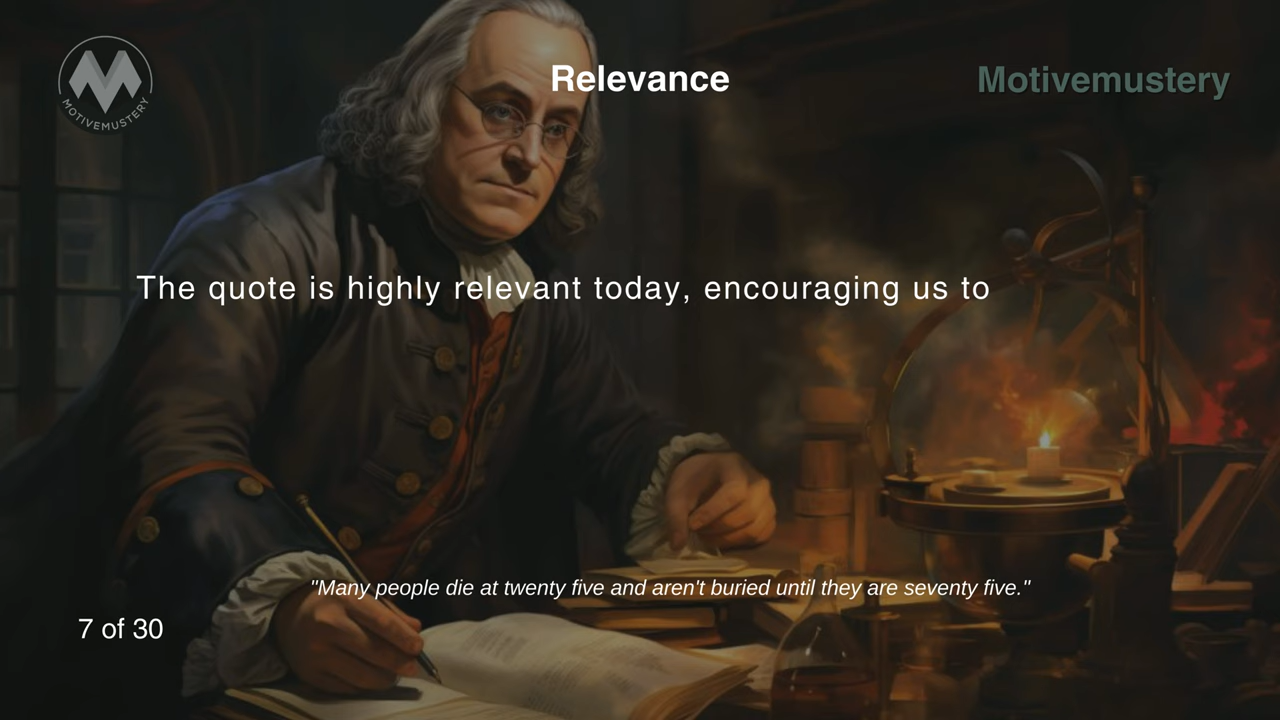 MOTIVEMUSTERY
Relevance
Motivemustery
The quote is highly relevant today, encouraging us to
"Many people die at twenty five and aren't buried until they are seventy five."
7 of 30